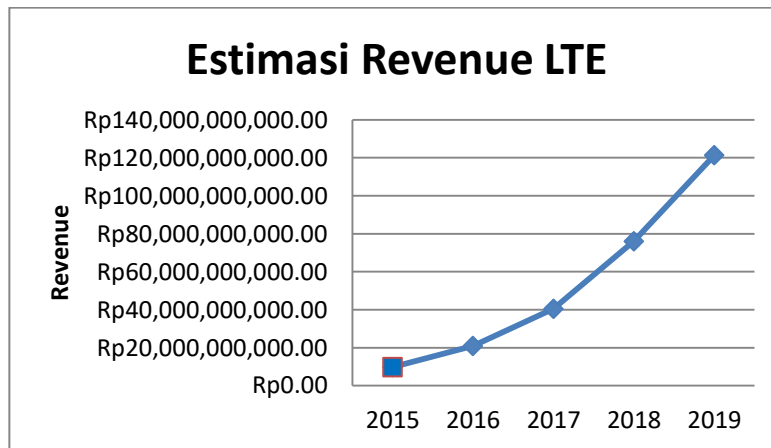 Estimasi Revenue LTE
Revenue
Rp140,000,000,000.00
Rp120,000,000,000.00
Rp100,000,000,000.00
Rp80,000,000,000.00
Rp60,000,000,000.00
Rp40,000,000,000.00
Rp20,000,000,000.00
Rp0.00
2015 2016 2017 2018 2019